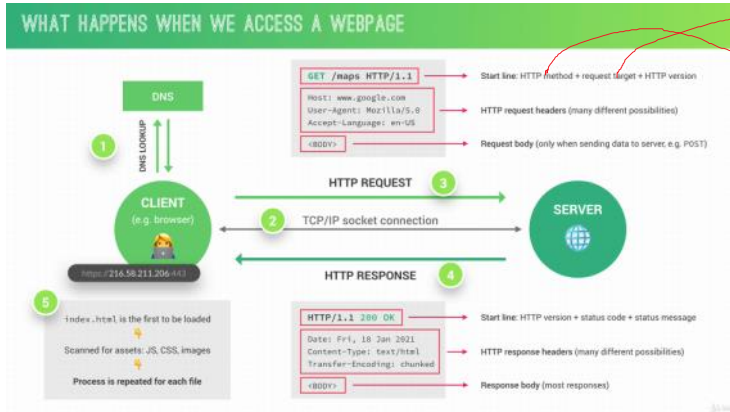 WHAT HAPPENS WHEN WE ACCESS A WEBPAGE
DNS
1
DNS LOOKUP
CLIENT
(e.g. browser)
https://216.58.211.206:443
GET /maps HTTP/1.1
Start line: HTTP method + request target + HTTP version
Host: www.google.com
User-Agent: Mozilla/5.0
Accept-Language: en-US
HTTP request headers (many different possibilities)
<BODY>
Request body (only when sending data to server, e.g. POST)
HTTP REQUEST
3
2
TCP/IP socket connection
SERVER
HTTP RESPONSE
4
5
index.html is the first to be loaded
Scanned for assets: JS, CSS, images
Process is repeated for each file
HTTP/1.1 200 OK
Start line: HTTP version + status code + status message
Date: Fri, 18 Jan 2021
Content-Type: text/html
Transfer-Encoding: chunked
HTTP response headers (many different possibilities)
<BODY>
Response body (most responses)